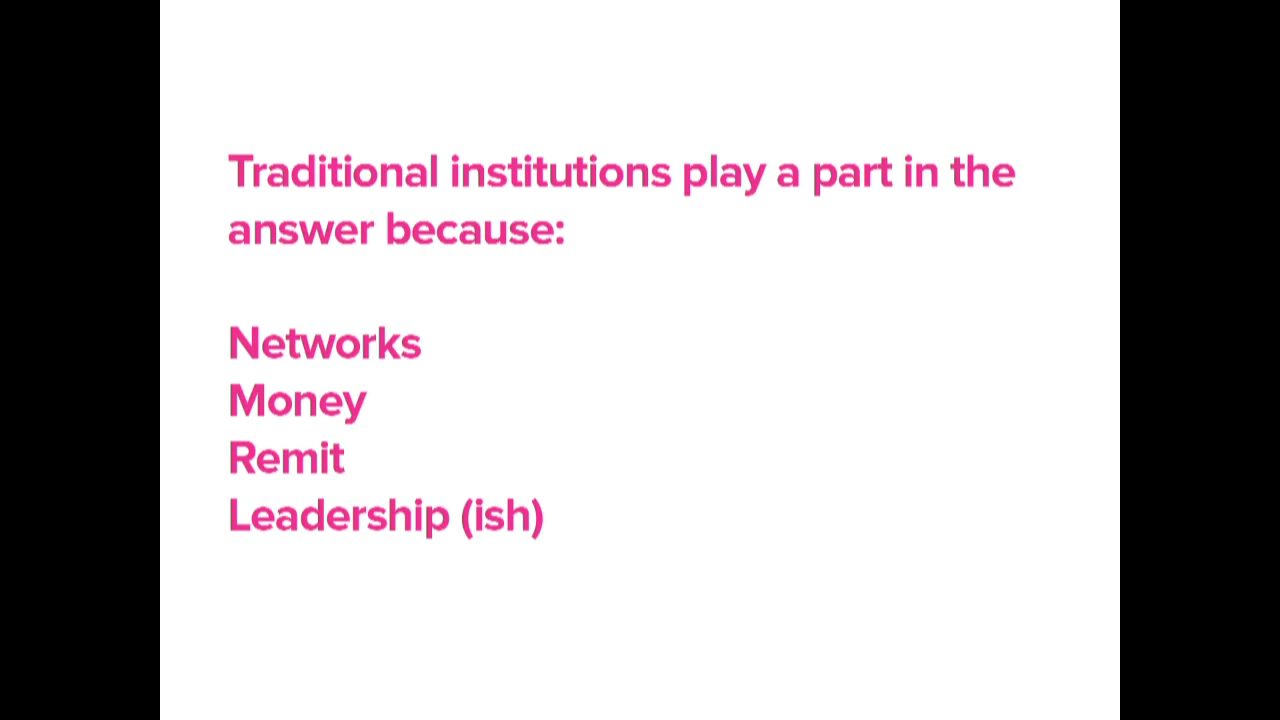 Traditional institutions play a part in the
answer because:
Networks
Money
Remit
Leadership (ish)